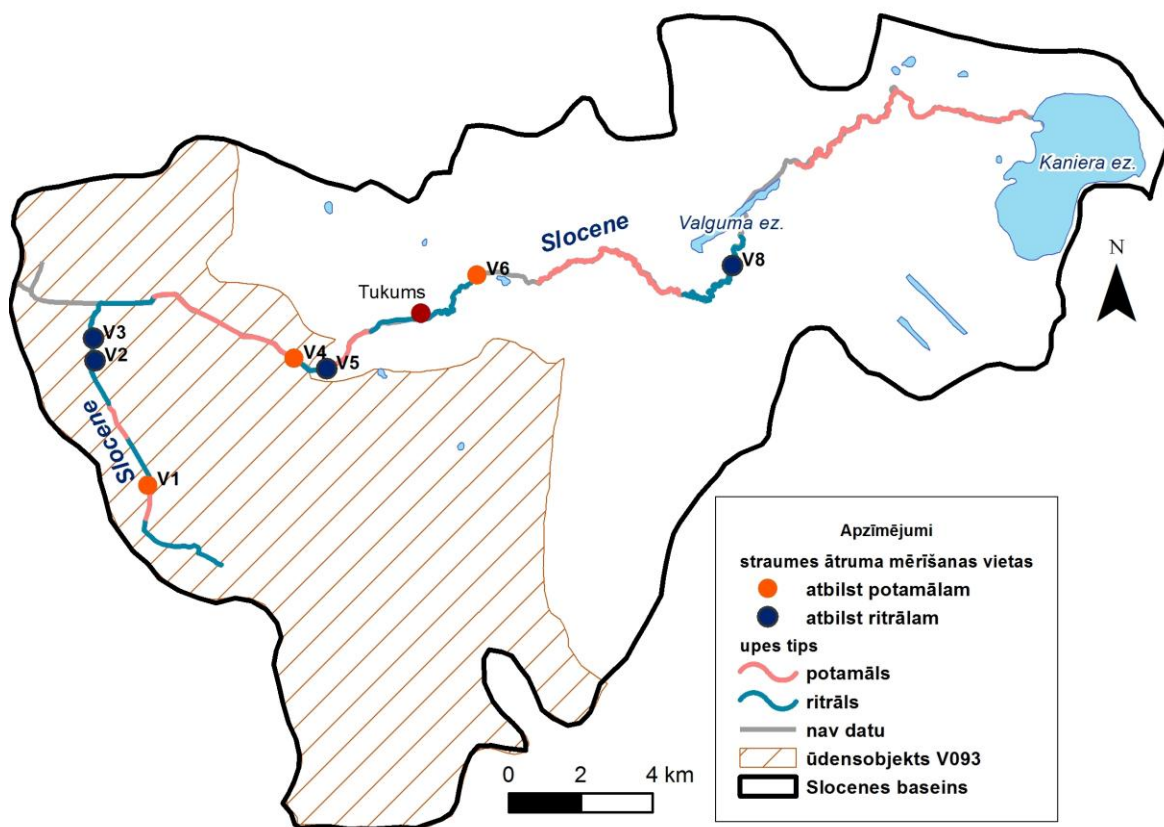 Kaniera ez.
Valguma ez.
Slocene
V8
V6
N
Tukums
V3
V2
V4
V5
Slocene
V1
Apzīmējumi
straumes ātruma mērīšanas vietas
atbilst potamālam
atbilst ritrālam
upes tips
potamāls
ritrāls
nav datu
ūdensobjekts V093
Slocenes baseins
0 2 4 km